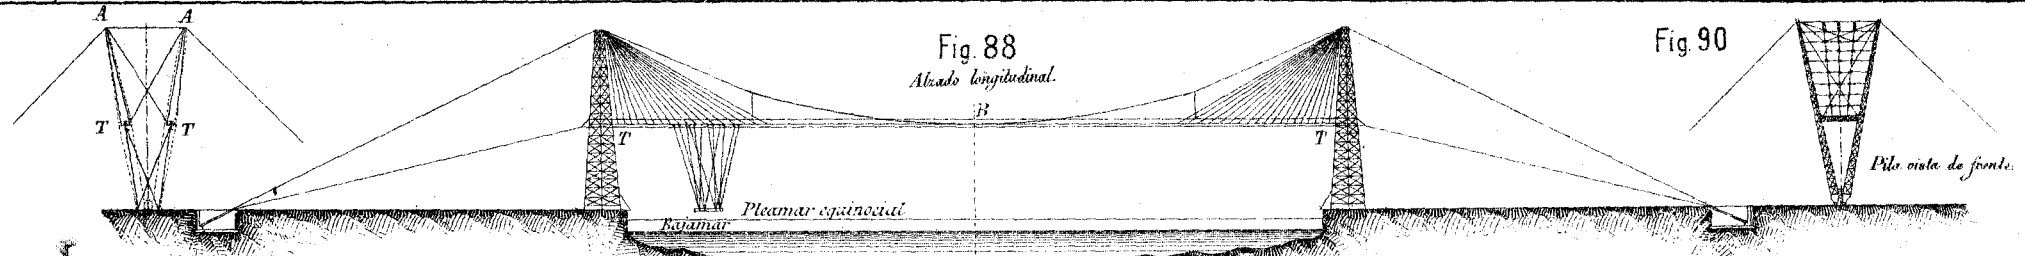 A A
T T
Fig. 88
Alzado longitudinal.
B
T T
Pleamar equinocial
Bajamar
Fig. 90
Pila vista de frente.